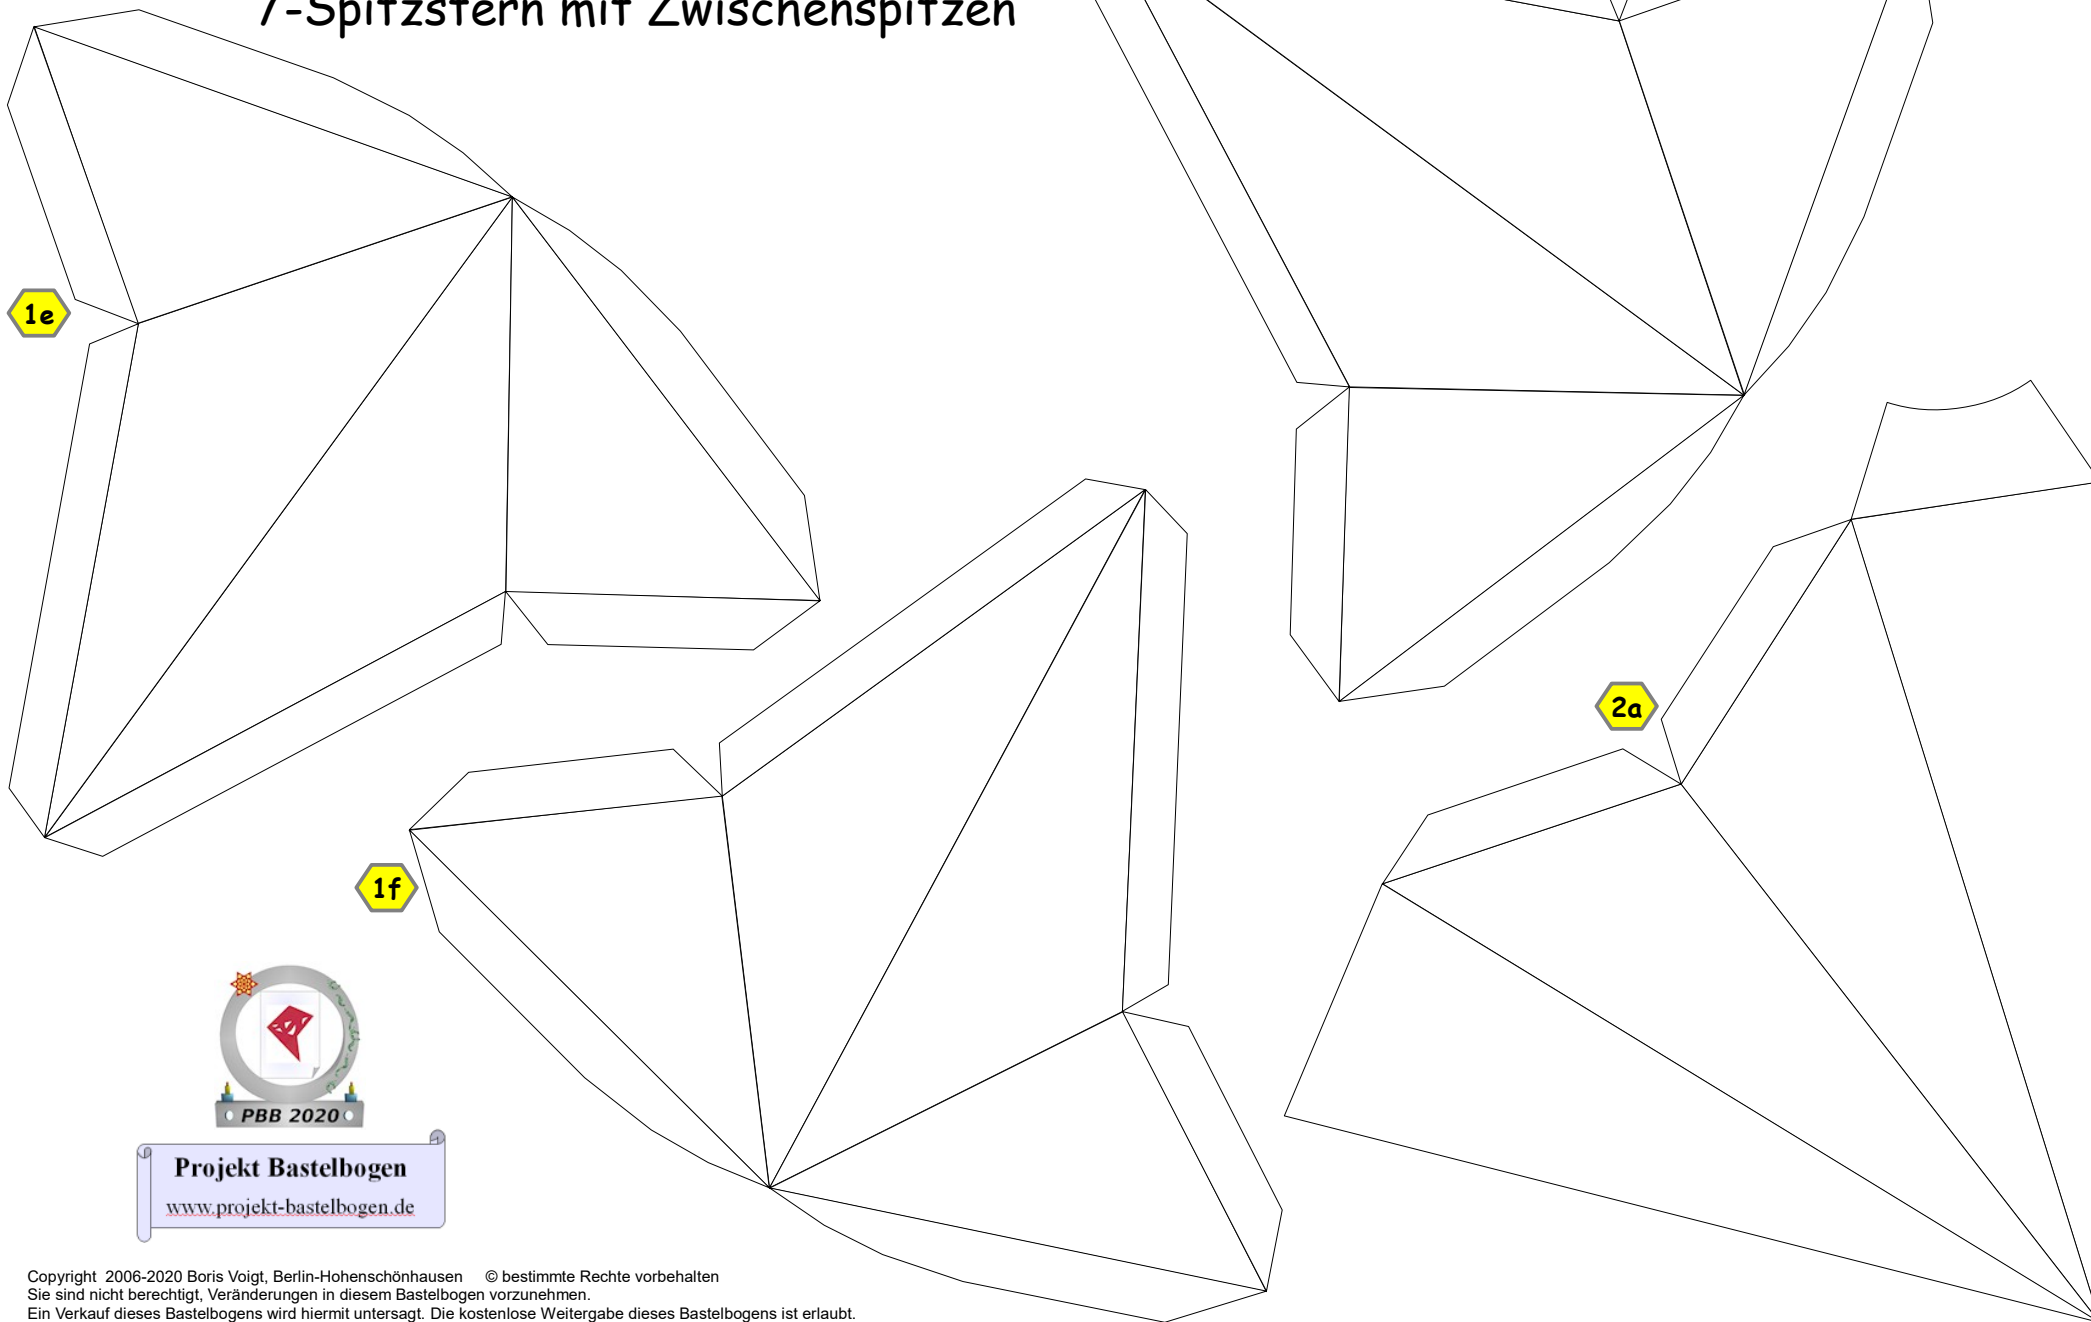 7-Spitzstern mit Zwischenspitzen
1e
2a
1f
PBB 2020
Projekt Bastelbogen
www.projekt-bastelbogen.de
Copyright 2006-2020 Boris Voigt, Berlin-Hohenschönhausen © bestimmte Rechte vorbehalten
Sie sind nicht berechtigt, Veränderungen in diesem Bastelbogen vorzunehmen.
Ein Verkauf dieses Bastelbogens wird hiermit untersagt. Die kostenlose Weitergabe dieses Bastelbogens ist erlaubt.